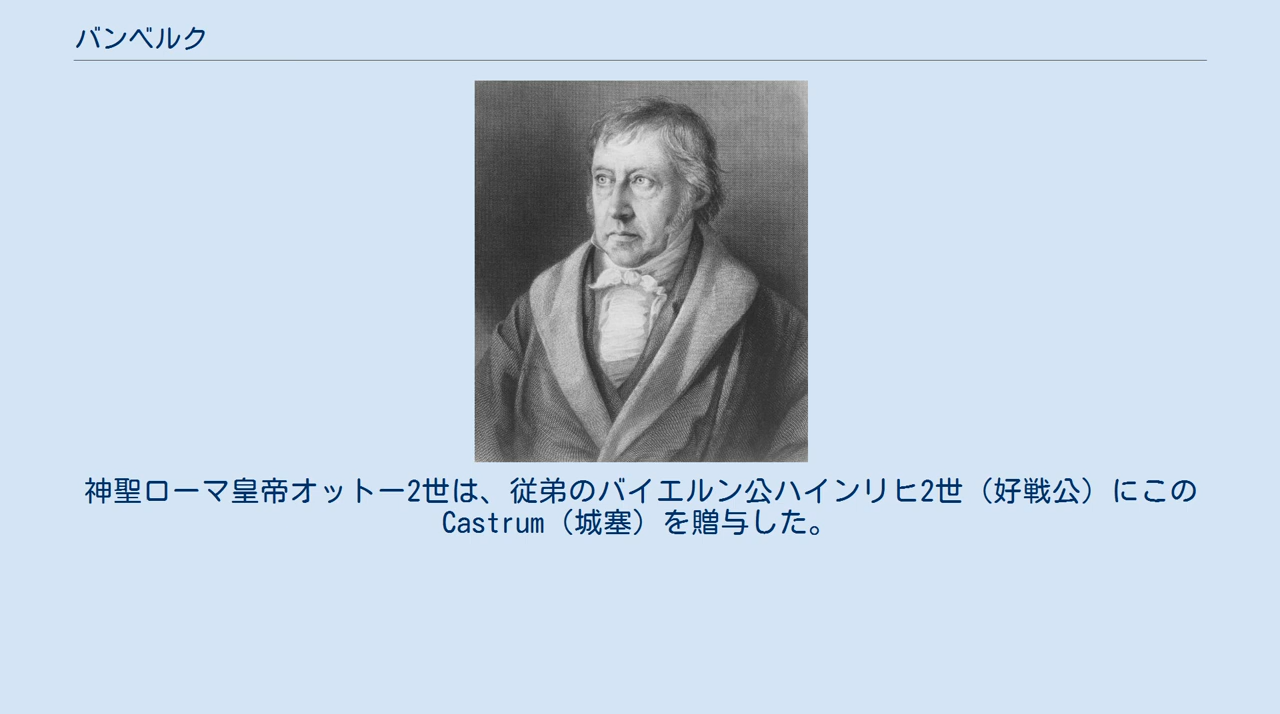 バンベルク
神聖ローマ皇帝オットー2世は、従弟のバイエルン公ハインリヒ2世（好戦公）にこの
Castrum（城塞）を贈与した。